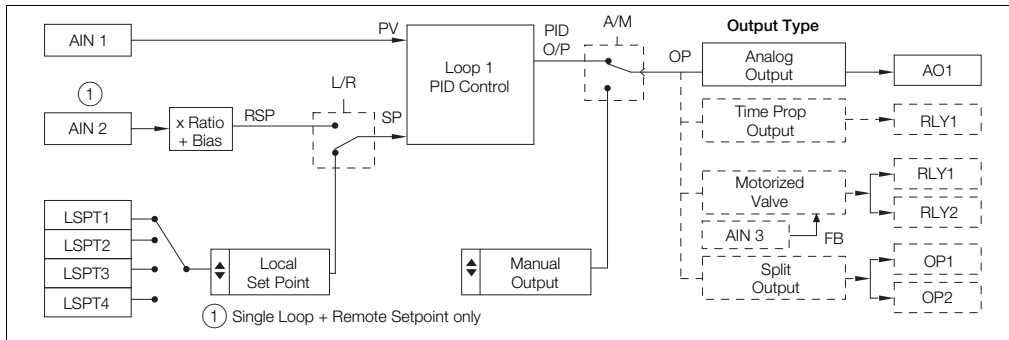 AIN 1
PV
Loop 1
PID Control
PID
O/P
A/M
OP
Output Type
Analog
Output
AO1
1
AIN 2
x Ratio
+ Bias
RSP
L/R
SP
Time Prop
Output
RLY1
Motorized
Valve
RLY1
RLY2
AIN 3
FB
LSPT1
LSPT2
LSPT3
LSPT4
Local
Set Point
Manual
Output
Split
Output
OP1
OP2
1 Single Loop + Remote Setpoint only